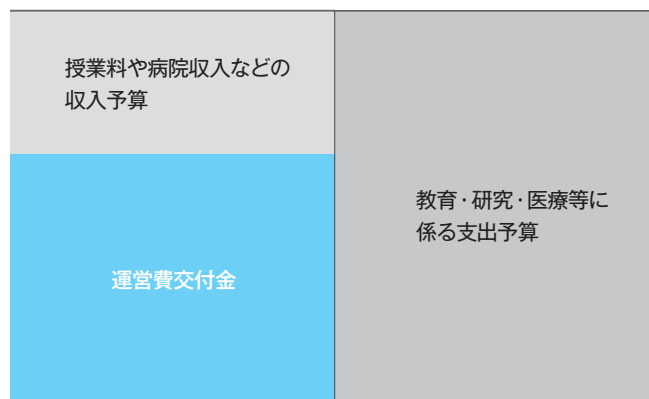 授業料や病院収入などの
収入予算
運営費交付金
教育・研究・医療等に
係る支出予算